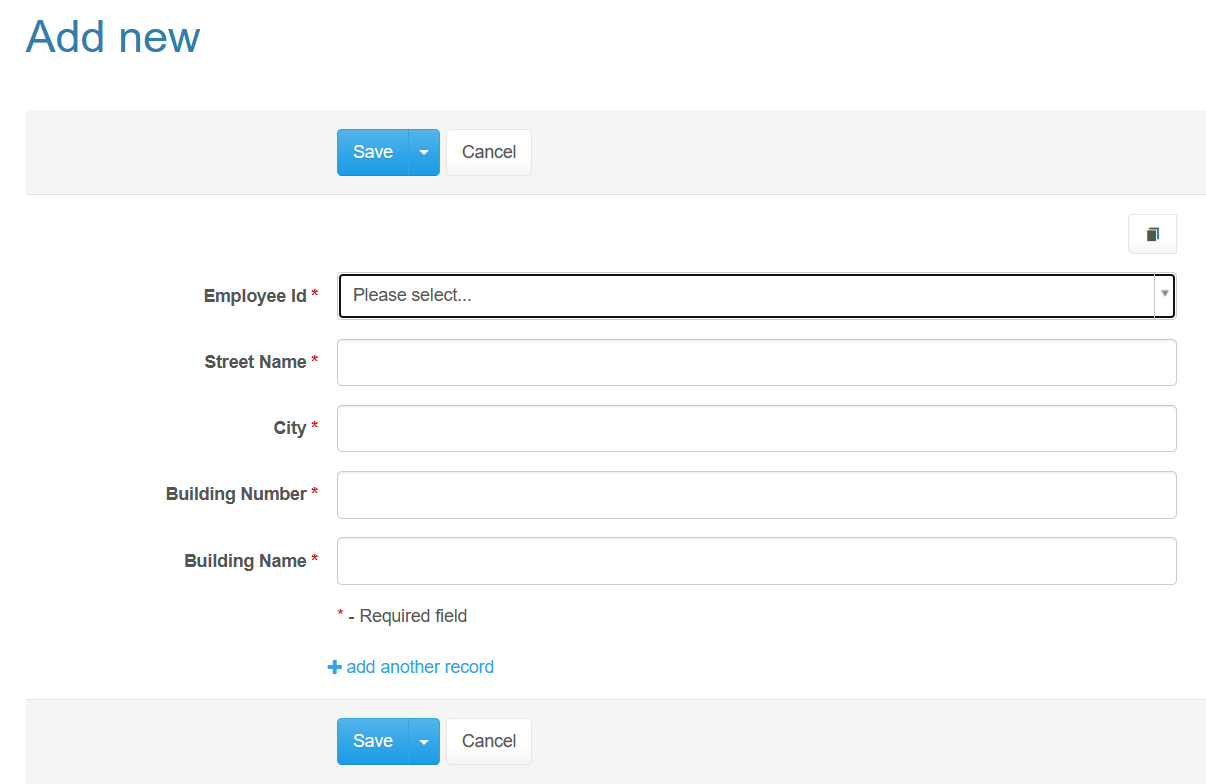 Add new
Save Cancel
Employee Id * Please select...
Street Name *
City *
Building Number *
Building Name *
* - Required field
add another record
Save Cancel